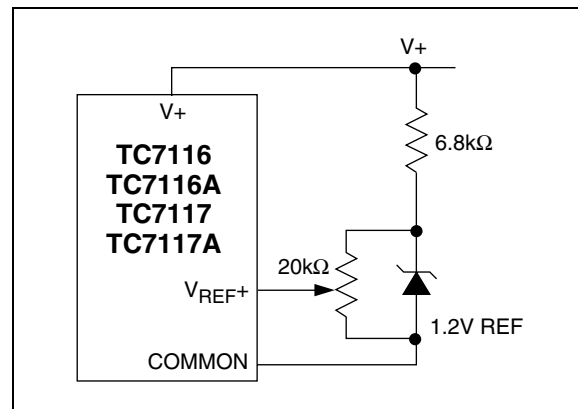 V+
V+
TC7116
TC7116A
TC7117
TC7117A
6.8kΩ
20kΩ
VREF+
1.2V REF
COMMON